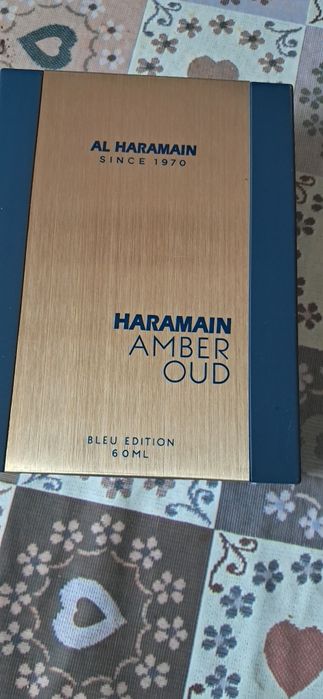 AL HARAMAIN
SINCE 1970
HARAMAIN
AMBER
OUD
BLEU EDITION
60ML